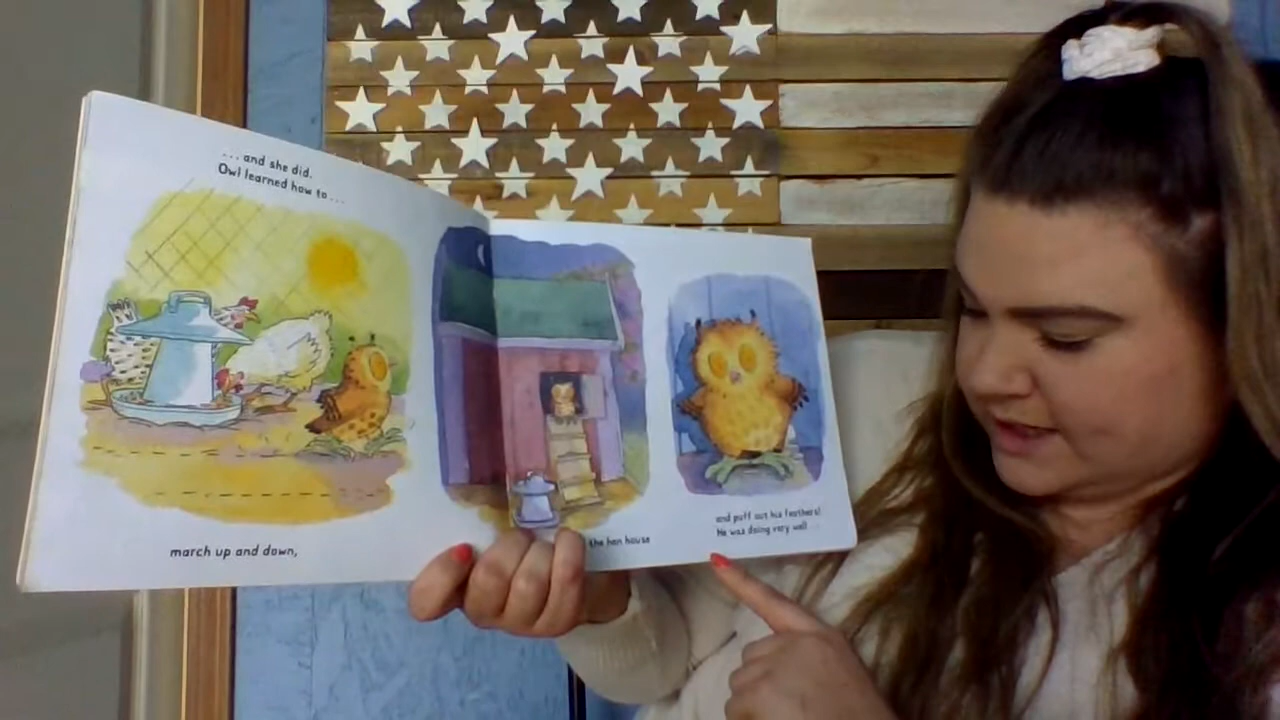 ... and she did.
Owl learned how to ...
march up and down,
the hen house
and puff out his feathers!
He was doing very well ...